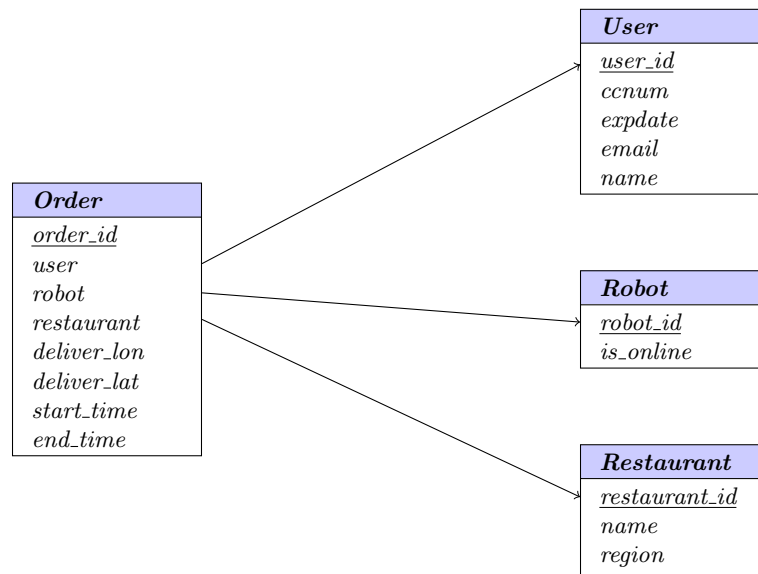 Order
order_id
user
robot
restaurant
deliver_lon
deliver_lat
start_time
end_time
User
user_id
ccnum
expdate
email
name
Robot
robot_id
is_online
Restaurant
restaurant_id
name
region